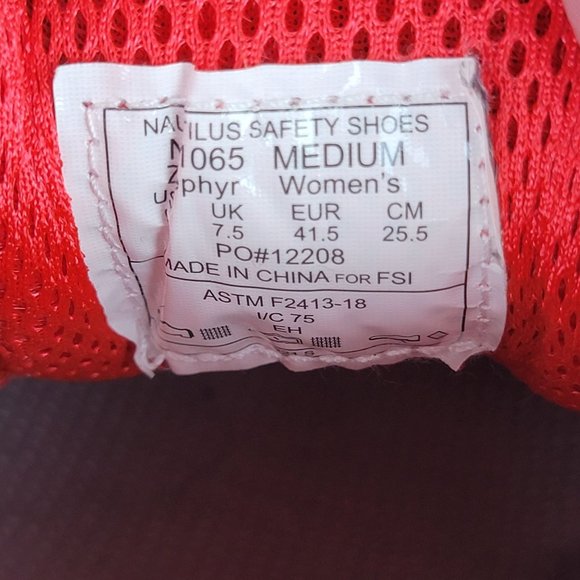 NAUTILUS SAFETY SHOES
1065 MEDIUM
phyr Women's
UK EUR CM
7.5 41.5 25.5
PO#12208
MADE IN CHINA FOR FSI
ASTM F2413-18
I/C 75
EH